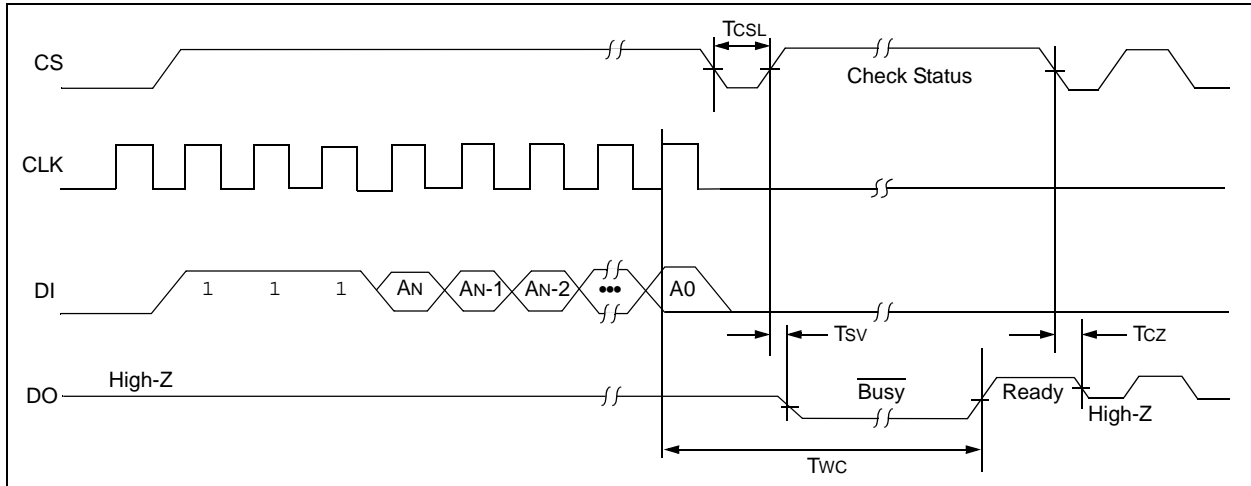 TCSL
CS
Check Status
CLK
DI
1 1 1 AN AN-1 AN-2 ••• A0
TSV
TCZ
High-Z
DO
Busy
Ready
High-Z
TWC